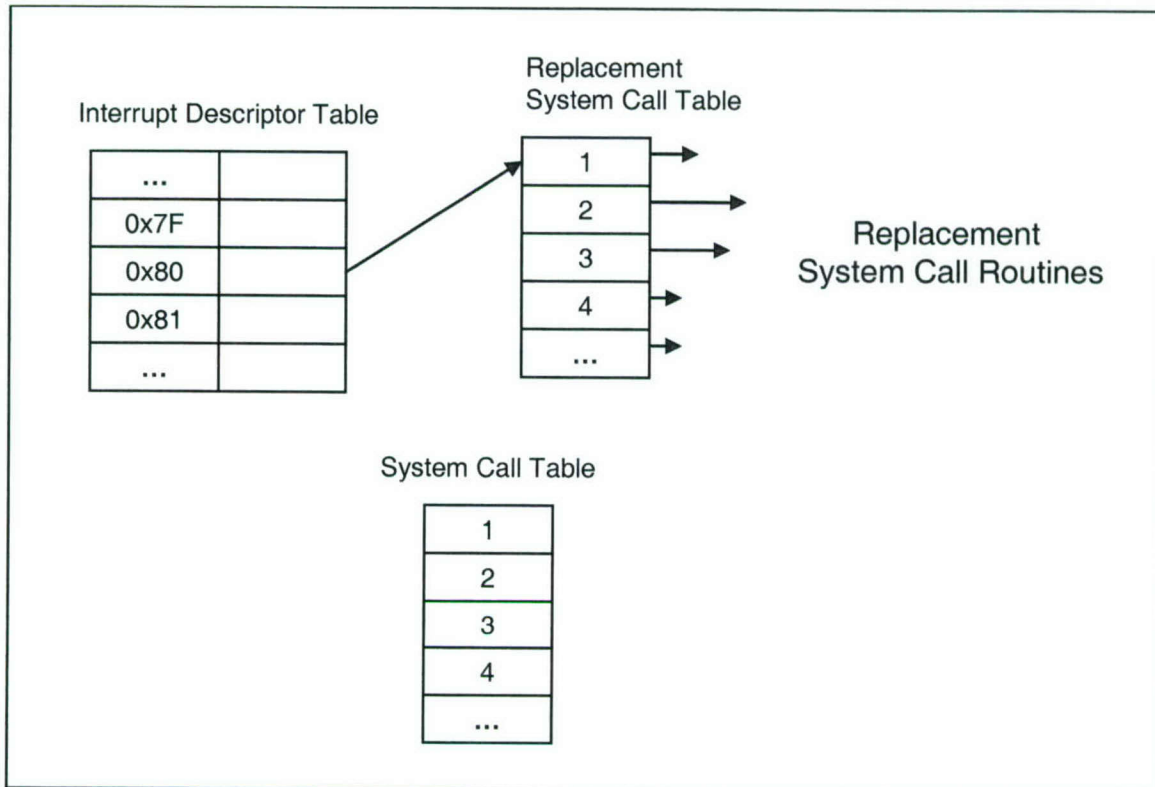 Interrupt Descriptor Table
...
0x7F
0x80
0x81
...
Replacement
System Call Table
1
2
3
4
...
Replacement
System Call Routines
System Call Table
1
2
3
4
...